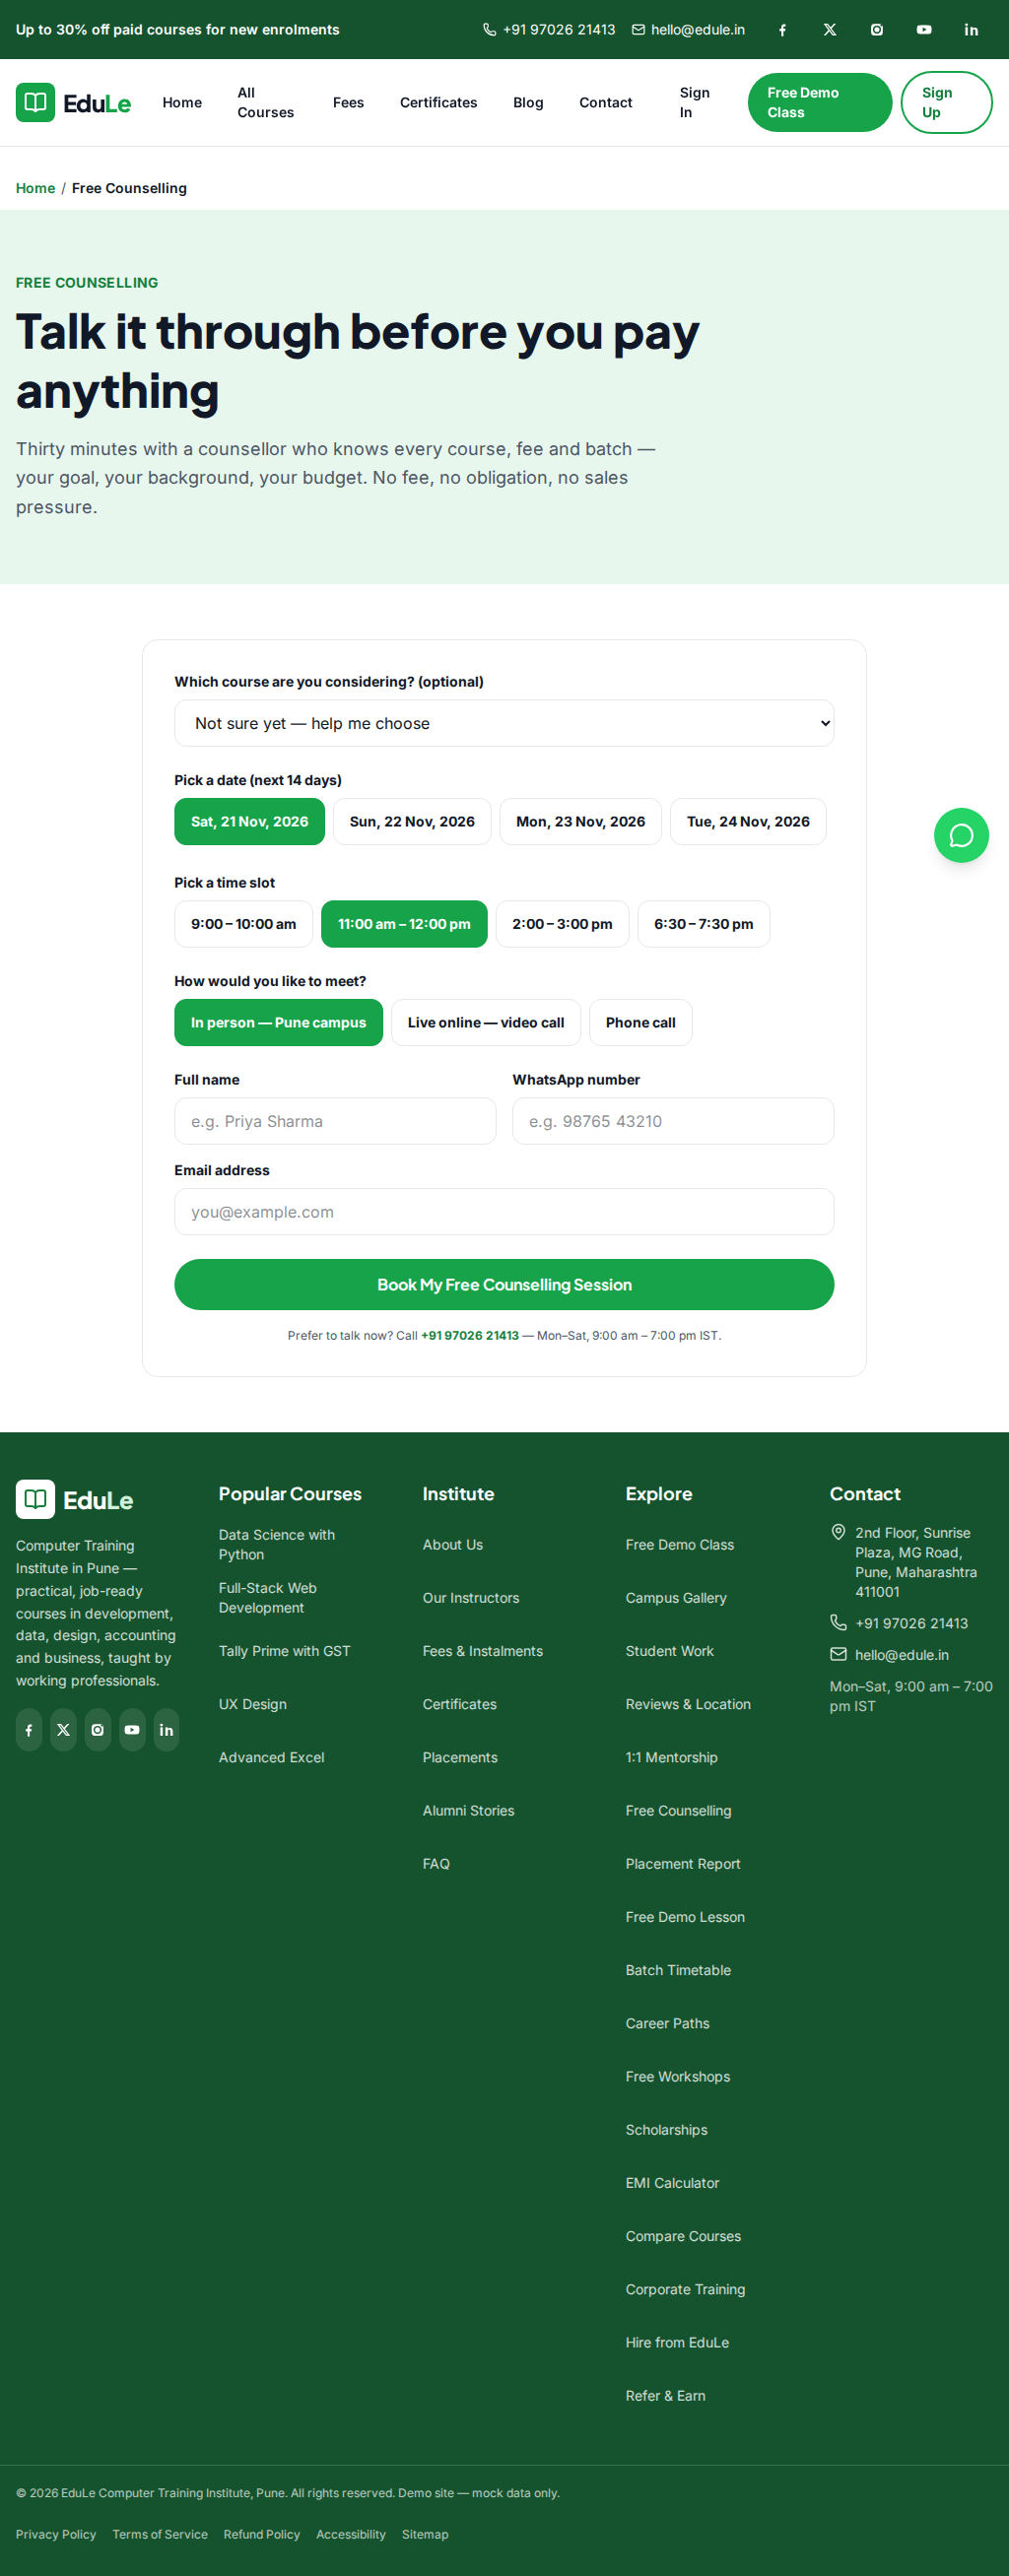 Up to 30% off paid courses for new enrolments
+91 97026 21413
hello@edule.in
EduLe
Home
All
Courses
Fees
Certificates
Blog
Contact
Sign
In
Free Demo
Class
Sign
Up
Home / Free Counselling
FREE COUNSELLING
Talk it through before you pay
anything
Thirty minutes with a counsellor who knows every course, fee and batch —
your goal, your background, your budget. No fee, no obligation, no sales
pressure.
Which course are you considering? (optional)
Not sure yet — help me choose
Pick a date (next 14 days)
Sat, 21 Nov, 2026
Sun, 22 Nov, 2026
Mon, 23 Nov, 2026
Tue, 24 Nov, 2026
Pick a time slot
9:00 – 10:00 am
11:00 am – 12:00 pm
2:00 – 3:00 pm
6:30 – 7:30 pm
How would you like to meet?
In person — Pune campus
Live online — video call
Phone call
Full name
WhatsApp number
e.g. Priya Sharma
e.g. 98765 43210
Email address
you@example.com
Book My Free Counselling Session
Prefer to talk now? Call +91 97026 21413 — Mon–Sat, 9:00 am – 7:00 pm IST.
EduLe
Computer Training
Institute in Pune —
practical, job-ready
courses in development,
data, design, accounting
and business, taught by
working professionals.
Popular Courses
Data Science with
Python
Full-Stack Web
Development
Tally Prime with GST
UX Design
Advanced Excel
Institute
About Us
Our Instructors
Fees & Instalments
Certificates
Placements
Alumni Stories
FAQ
Explore
Free Demo Class
Campus Gallery
Student Work
Reviews & Location
1:1 Mentorship
Free Counselling
Placement Report
Free Demo Lesson
Batch Timetable
Career Paths
Free Workshops
Scholarships
EMI Calculator
Compare Courses
Corporate Training
Hire from EduLe
Refer & Earn
Contact
2nd Floor, Sunrise
Plaza, MG Road,
Pune, Maharashtra
411001
+91 97026 21413
hello@edule.in
Mon–Sat, 9:00 am – 7:00
pm IST
© 2026 EduLe Computer Training Institute, Pune. All rights reserved. Demo site — mock data only.
Privacy Policy
Terms of Service
Refund Policy
Accessibility
Sitemap